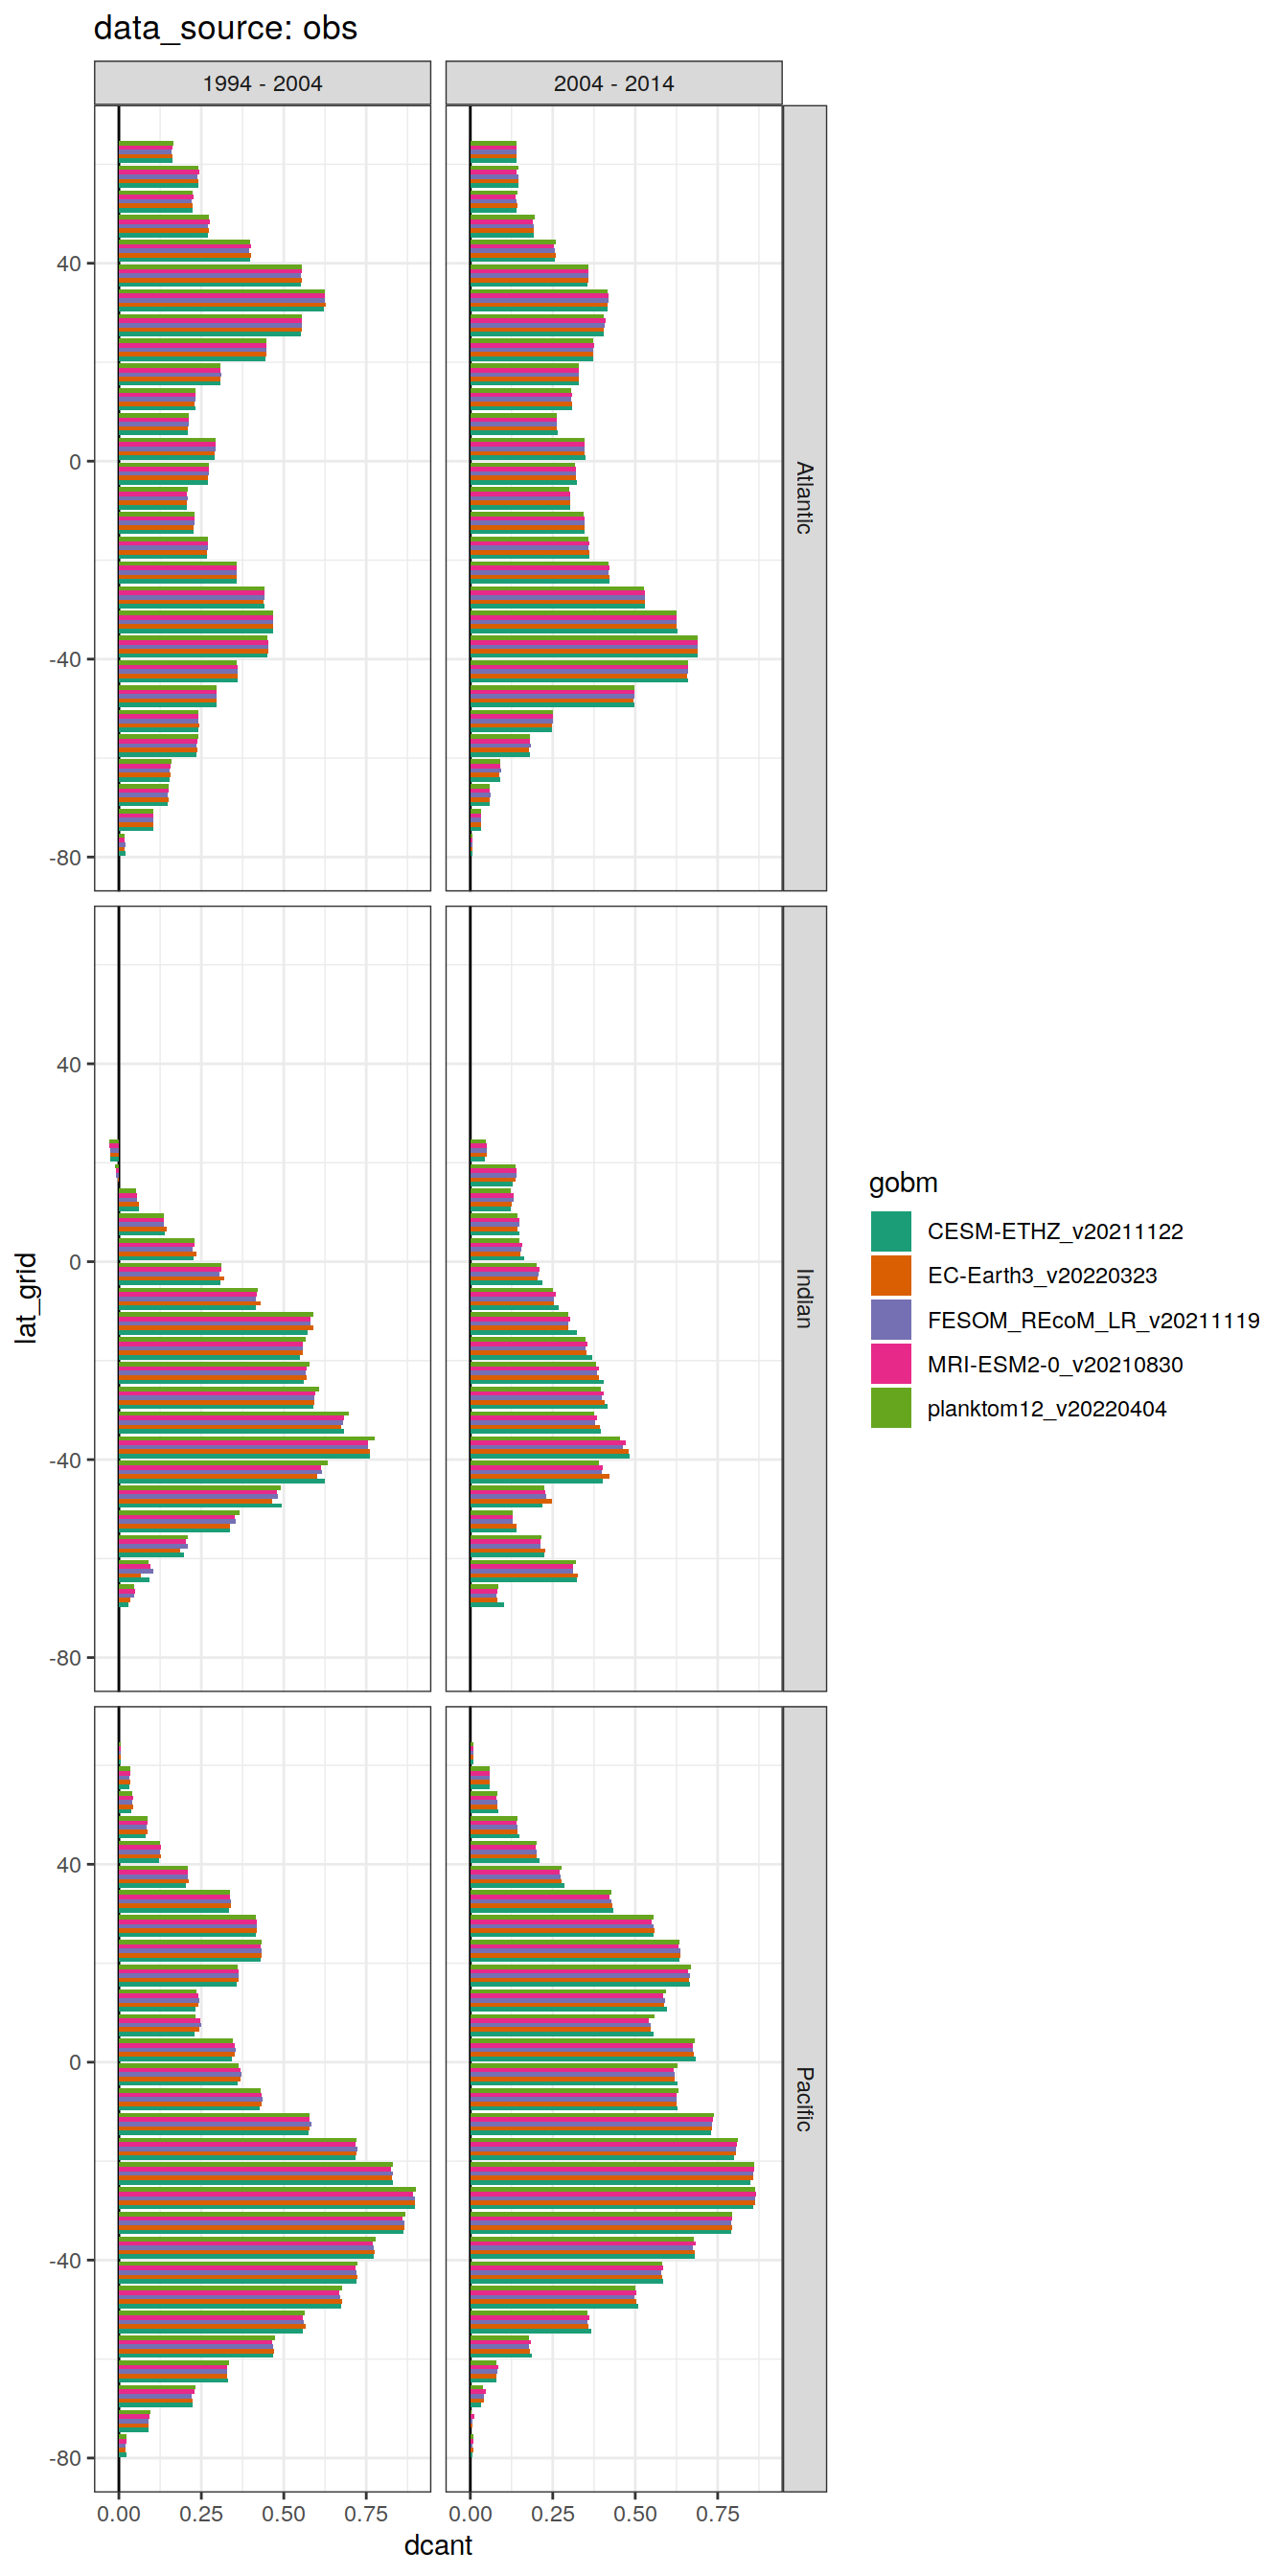 data_source: obs
1994 - 2004
2004 - 2014
40
0
-40
-80
Atlantic
40
0
-40
-80
Indian
40
0
-40
-80
Pacific
0.00 0.25 0.50 0.75
0.00 0.25 0.50 0.75
dcant
lat_grid
gobm
CESM-ETHZ_v20211122
EC-Earth3_v20220323
FESOM_REcoM_LR_v20211119
MRI-ESM2-0_v20210830
planktom12_v20220404